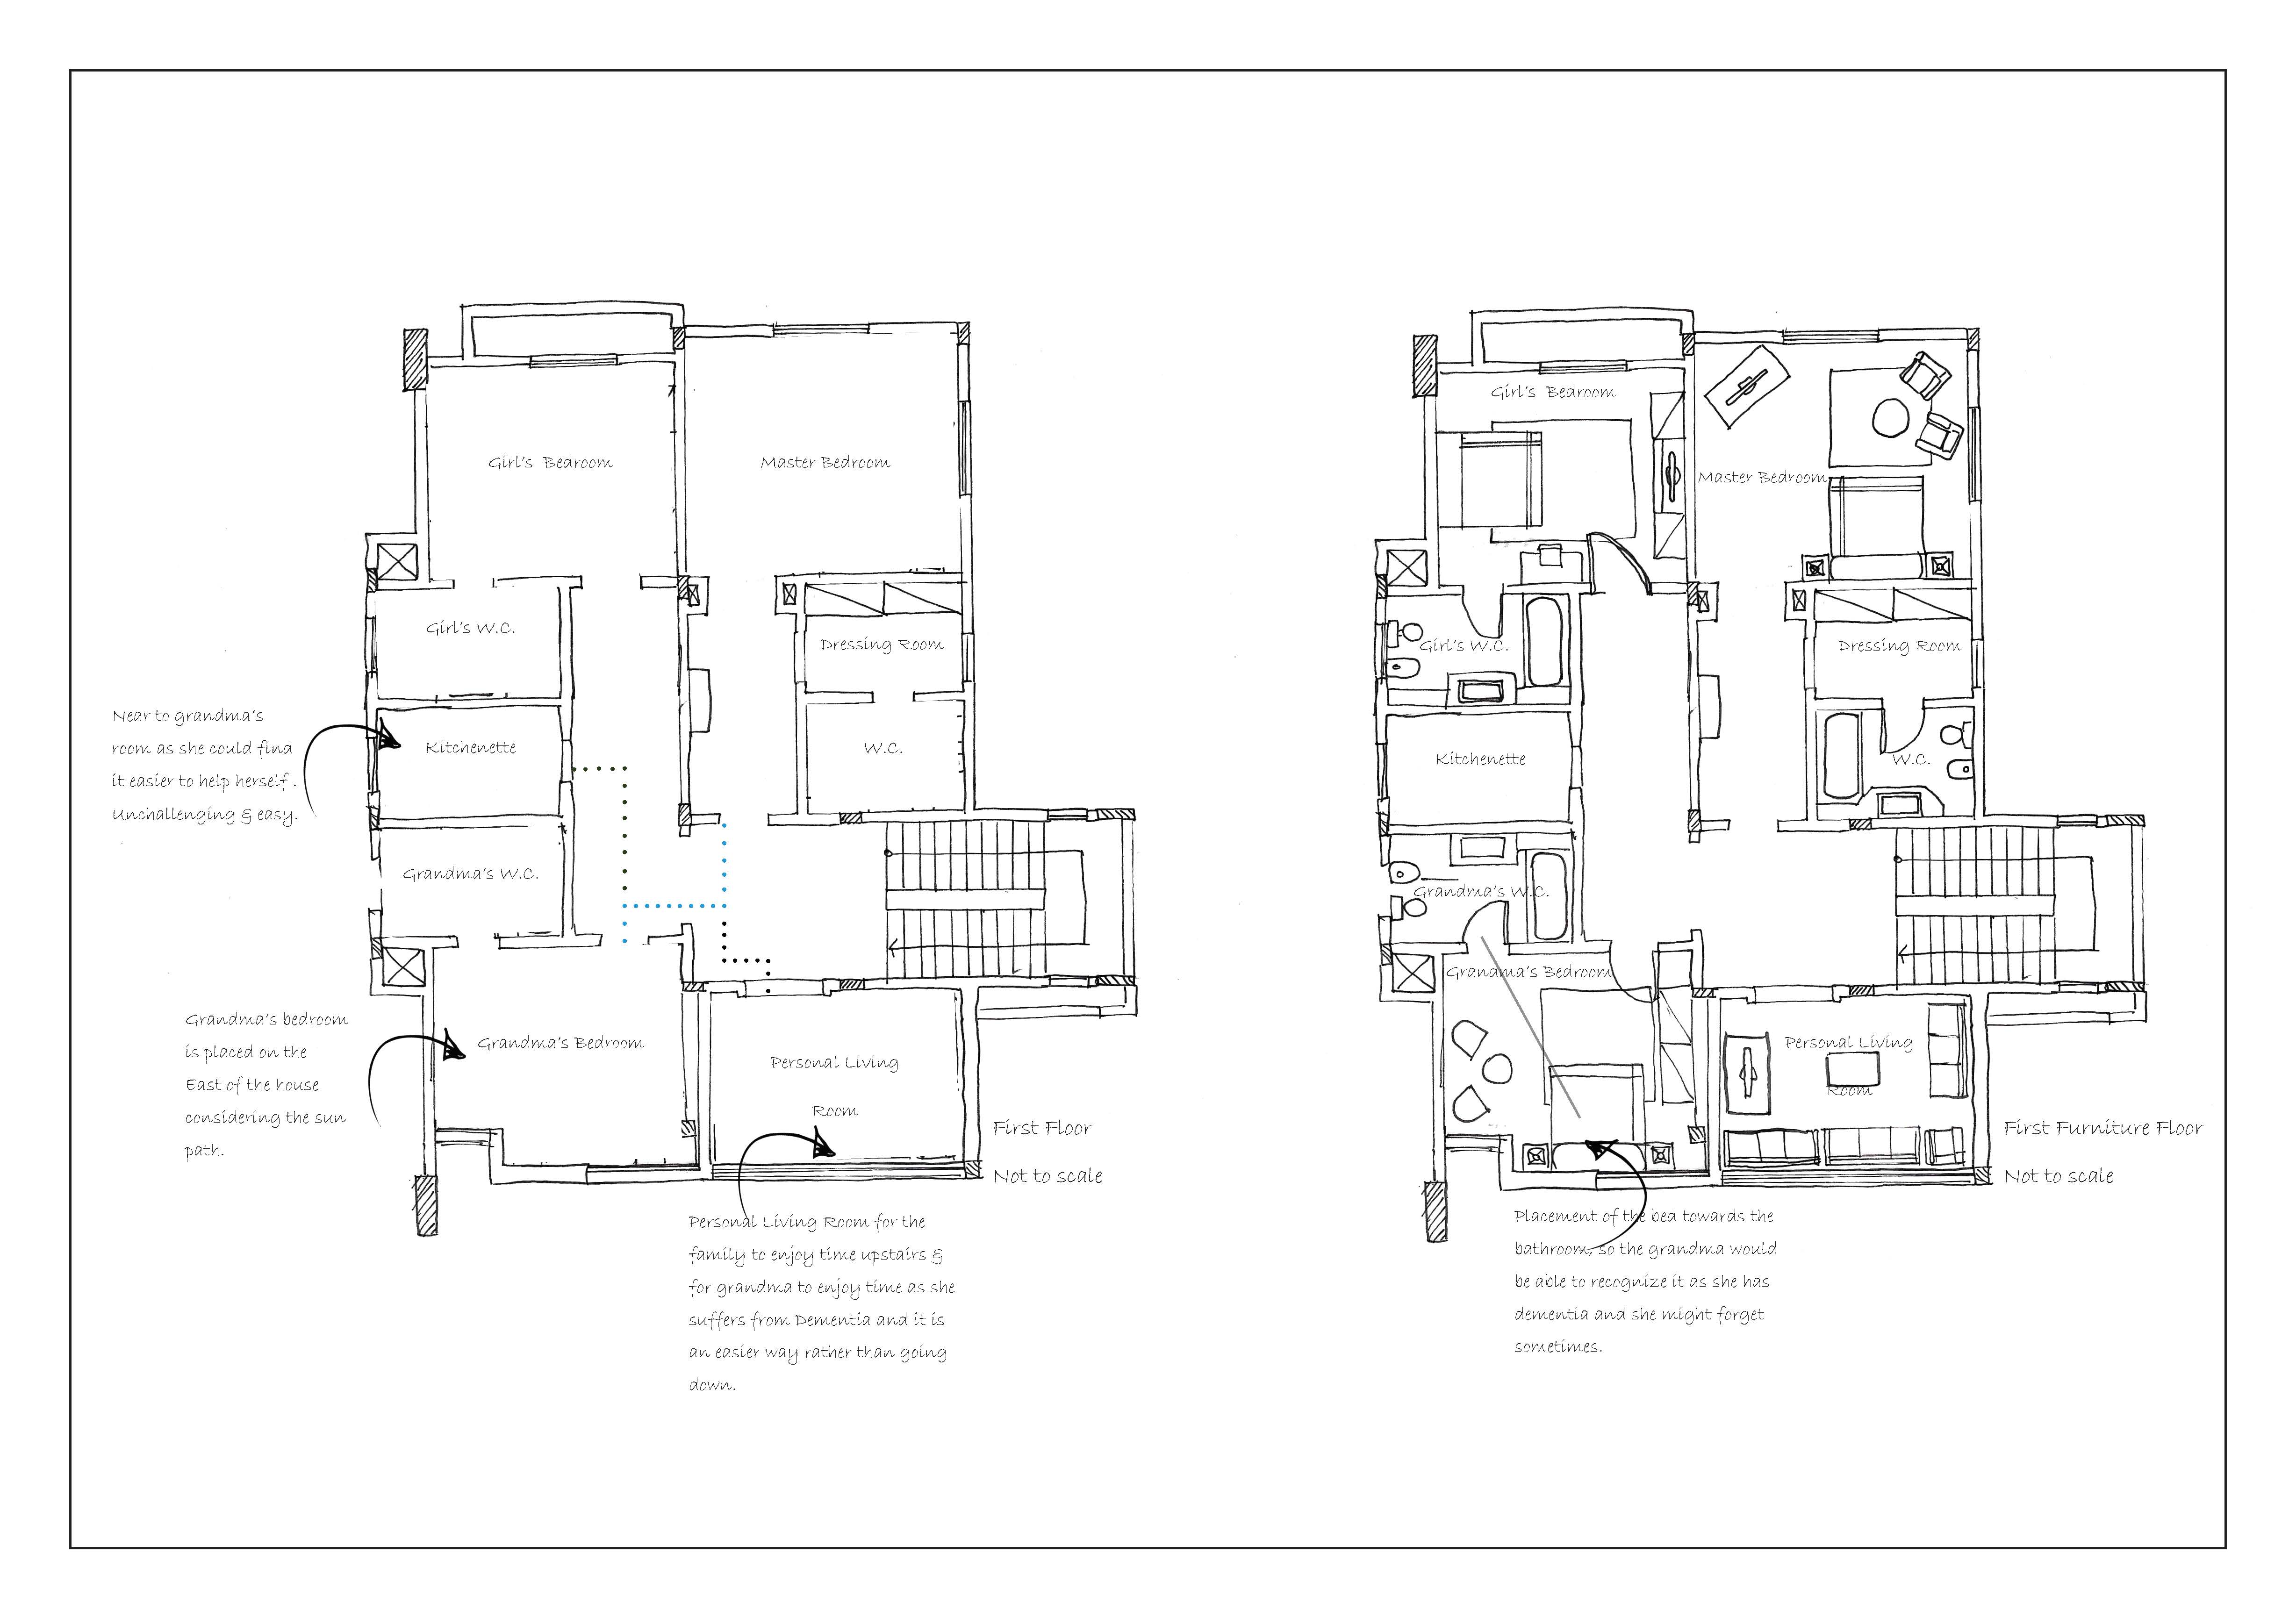 Girl's Bedroom
Master Bedroom
Girl's W.C.
Dressing Room
Near to grandma's
room as she could find
it easier to help herself.
Unchallenging & easy.
Kitchenette
W.C.
Grandma's W.C.
Grandma's bedroom
is placed on the
East of the house
considering the sun
path.
Grandma's Bedroom
Personal Living
Room
First Floor
Not to scale
Personal Living Room for the
family to enjoy time upstairs &
for grandma to enjoy time as she
suffers from Dementia and it is
an easier way rather than going
down.
Girl's Bedroom
Master Bedroom
Girl's W.C.
Dressing Room
Kitchenette
W.C.
Grandma's W.C.
Grandma's Bedroom
Personal Living
Room
First Furniture Floor
Not to scale
Placement of the bed towards the
bathroom, so the grandma would
be able to recognize it as she has
dementia and she might forget
sometimes.